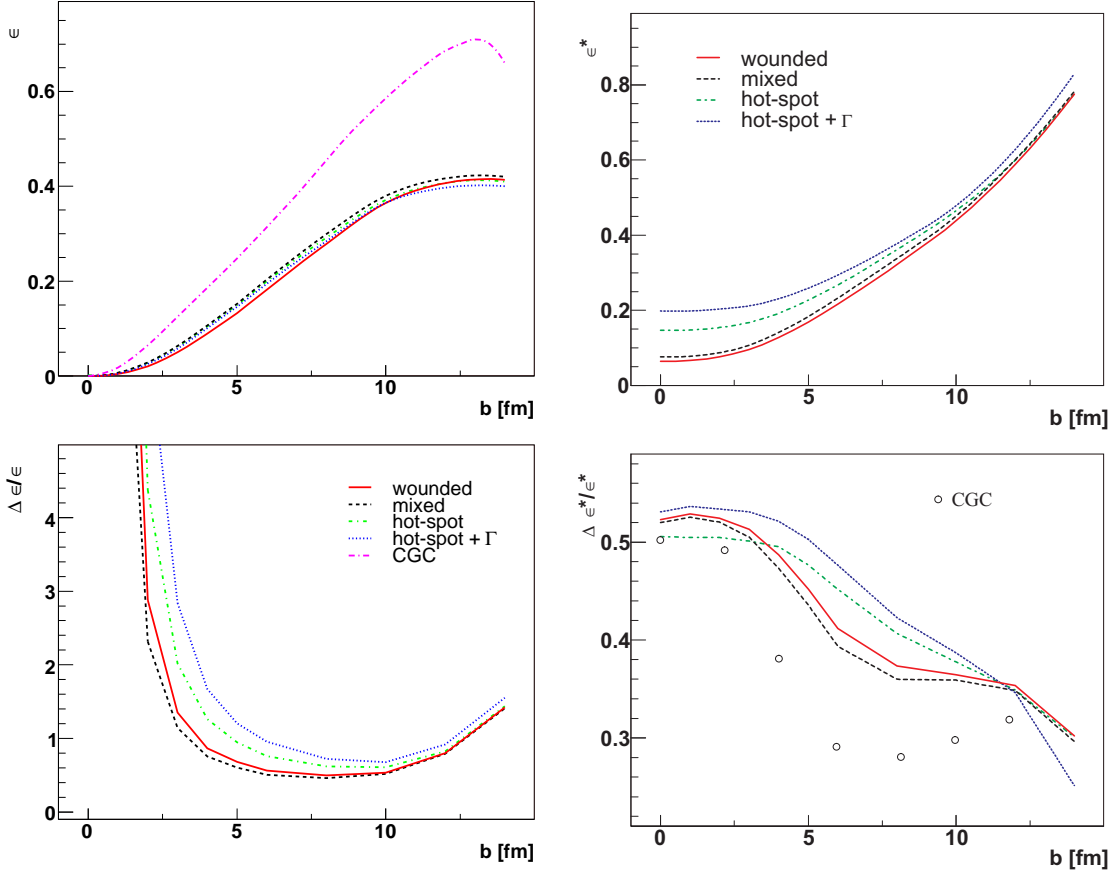 ϵ
0.6
0.4
0.2
0
0 5 10
b [fm]
ϵ*
0.8
0.6
0.4
0.2
0
wounded
mixed
hot-spot
hot-spot + Γ
0 5 10
b [fm]
Δ ϵ/ϵ
4
3
2
1
0
wounded
mixed
hot-spot
hot-spot + Γ
CGC
0 5 10
b [fm]
Δ ϵ*/ϵ*
0.5
0.4
0.3
CGC
0 5 10
b [fm]